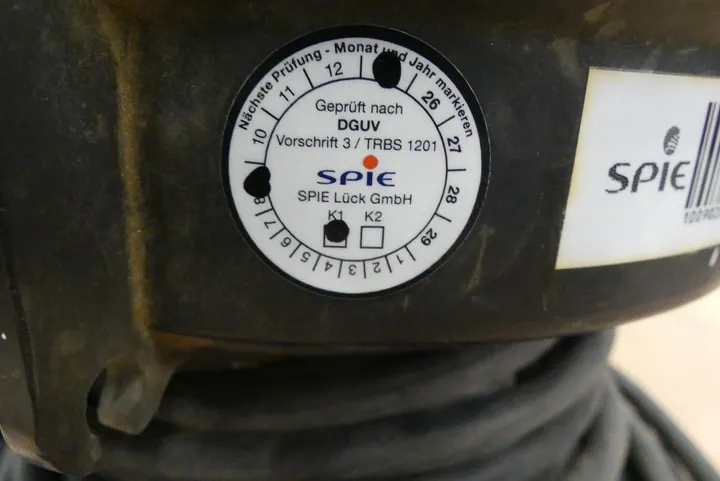 Nächste Prüfung - Monat und Jahr markieren
26
27
28
29
1
2
3
4
5
6
7
8
10
11
12
Geprüft nach
DGUV
Vorschrift 3 / TRBS 1201
SPIE
SPIE Lück GmbH
K1 K2
SPIE